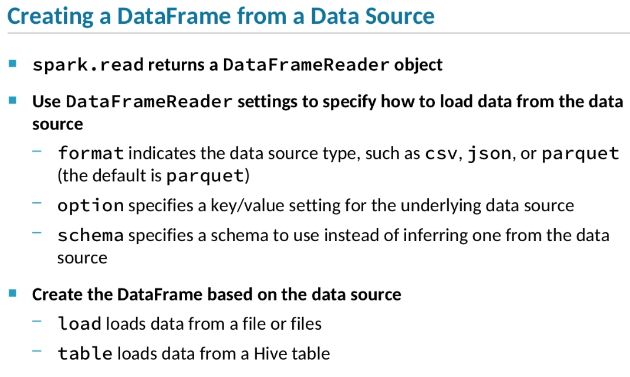 Creating a DataFrame from a Data Source
▪ spark.read returns a DataFrameReader object
▪ Use DataFrameReader settings to specify how to load data from the data
source
– format indicates the data source type, such as csv, json, or parquet
(the default is parquet)
– option specifies a key/value setting for the underlying data source
– schema specifies a schema to use instead of inferring one from the data
source
▪ Create the DataFrame based on the data source
– load loads data from a file or files
– table loads data from a Hive table